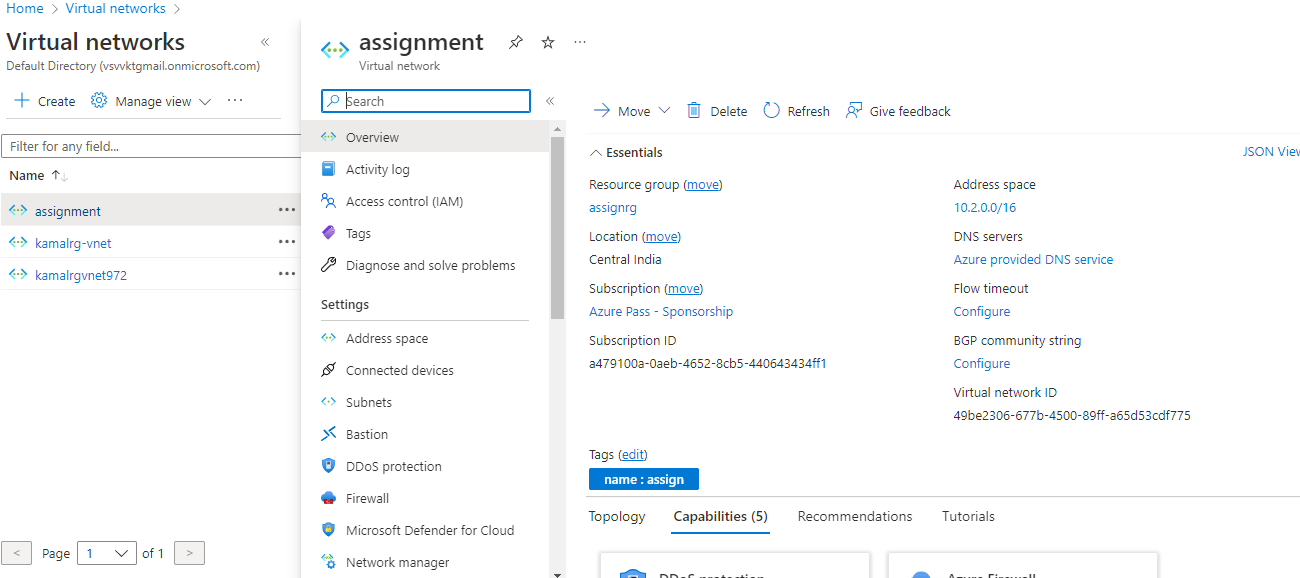 Home > Virtual networks >
Virtual networks «
Default Directory (vsvvktgmail.onmicrosoft.com)
+ Create Manage view ···
Filter for any field...
Name ↑↓
assignment ···
kamalrg-vnet ···
kamalrgvnet972 ···
< Page 1 of 1 >
assignment ···
Virtual network
Search «
Overview
Activity log
Access control (IAM)
Tags
Diagnose and solve problems
Settings
Address space
Connected devices
Subnets
Bastion
DDoS protection
Firewall
Microsoft Defender for Cloud
Network manager
Move Delete Refresh Give feedback
Essentials JSON View
Resource group (move)
assignrg
Location (move)
Central India
Subscription (move)
Azure Pass - Sponsorship
Subscription ID
a479100a-0aeb-4652-8cb5-440643434ff1
Address space
10.2.0.0/16
DNS servers
Azure provided DNS service
Flow timeout
Configure
BGP community string
Configure
Virtual network ID
49be2306-677b-4500-89ff-a65d53cdf775
Tags (edit)
name : assign
Topology Capabilities (5) Recommendations Tutorials
DDoS protection Azure Firewall